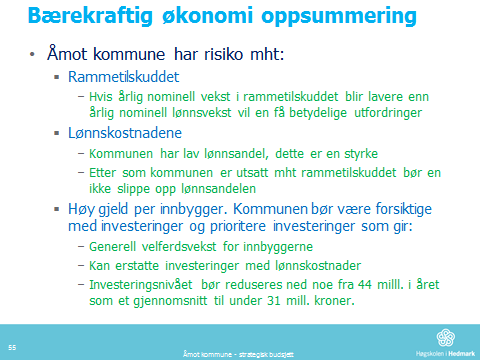 Bærekraftig økonomi oppsummering
• Åmot kommune har risiko mht:
▪ Rammetilskuddet
– Hvis årlig nominell vekst i rammetilskuddet blir lavere enn
årlig nominell lønnsvekst vil en få betydelige utfordringer
▪ Lønnskostnadene
– Kommunen har lav lønnsandel, dette er en styrke
– Etter som kommunen er utsatt mht rammetilskuddet bør en
ikke slippe opp lønnsandelen
▪ Høy gjeld per innbygger. Kommunen bør være forsiktige
med investeringer og prioritere investeringer som gir:
– Generell velferdsvekst for innbyggerne
– Kan erstatte investeringer med lønnskostnader
– Investeringsnivået bør reduseres ned noe fra 44 milll. i året
som et gjennomsnitt til under 31 mill. kroner.
55
Åmot kommune - strategisk budsjett
Høgskolen i Hedmark